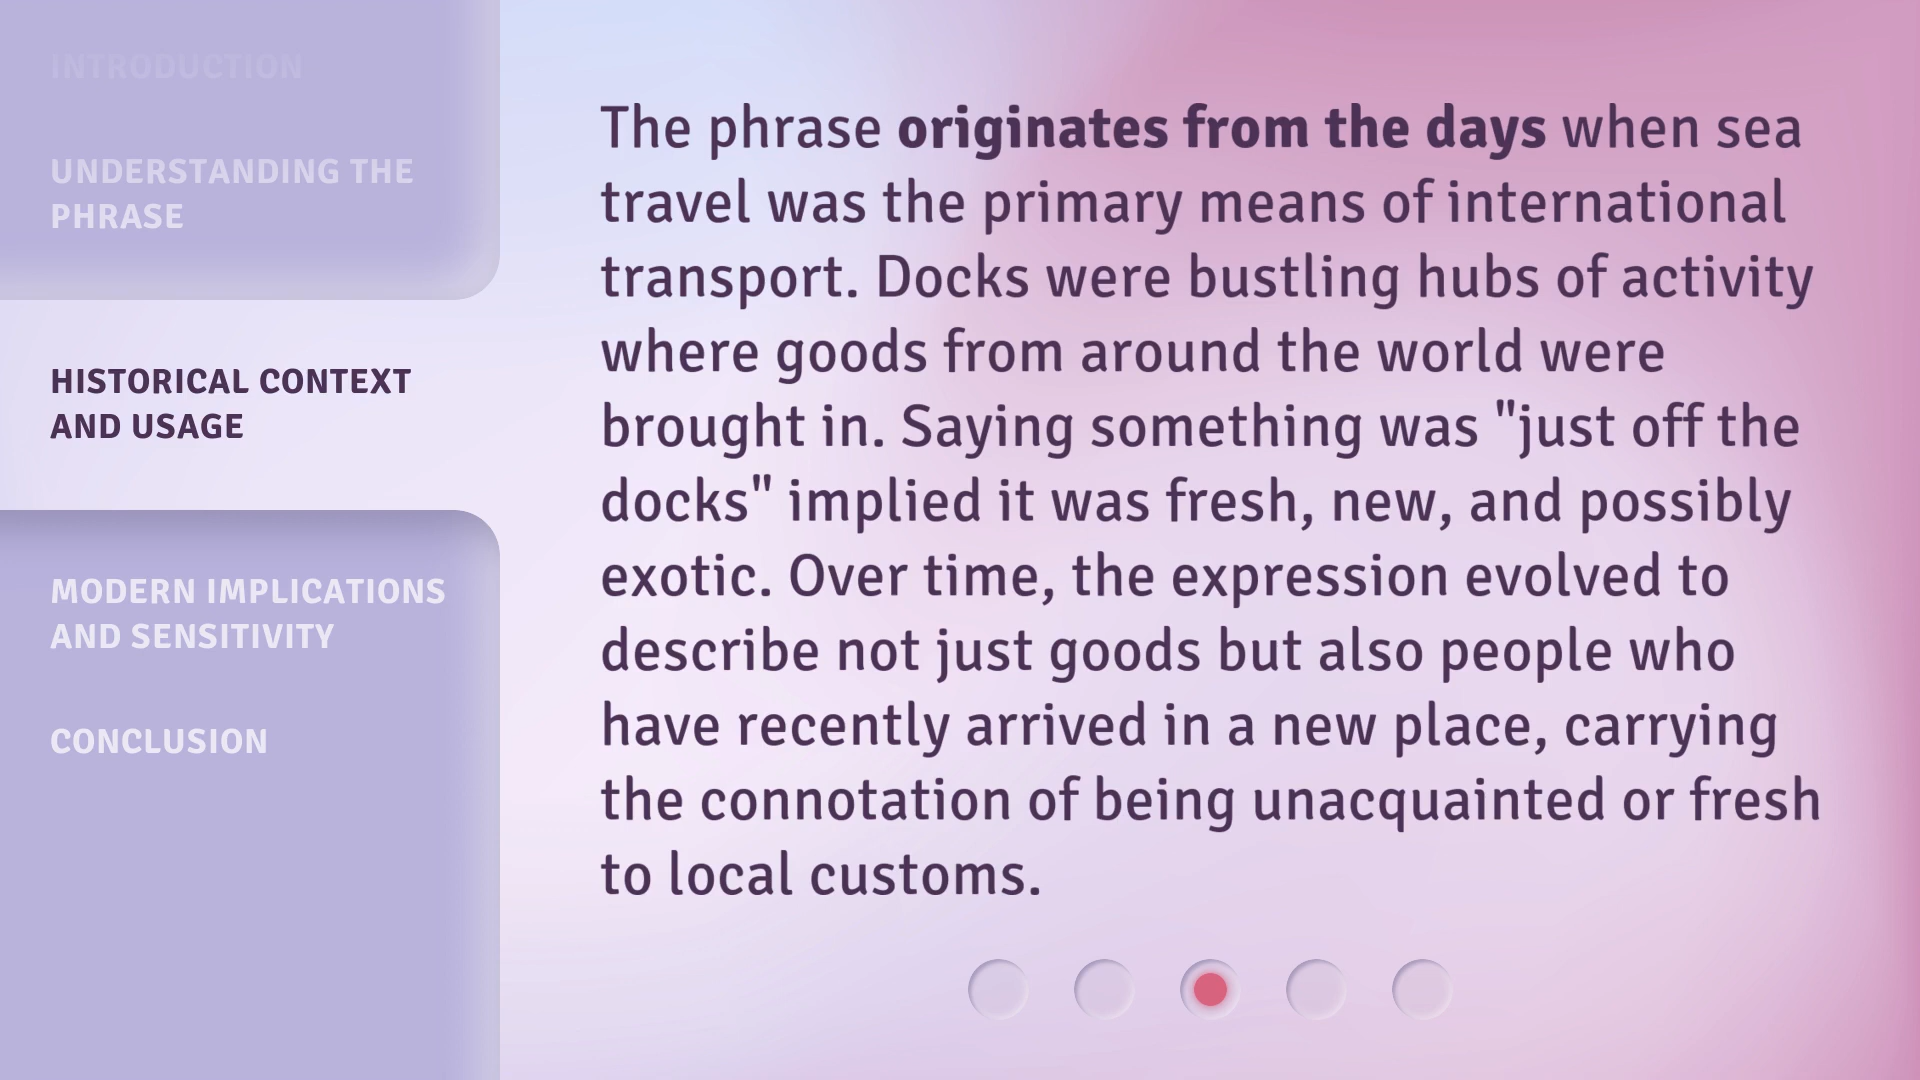 INTRODUCTION
UNDERSTANDING THE
PHRASE
HISTORICAL CONTEXT
AND USAGE
MODERN IMPLICATIONS
AND SENSITIVITY
CONCLUSION
The phrase originates from the days when sea
travel was the primary means of international
transport. Docks were bustling hubs of activity
where goods from around the world were
brought in. Saying something was "just off the
docks" implied it was fresh, new, and possibly
exotic. Over time, the expression evolved to
describe not just goods but also people who
have recently arrived in a new place, carrying
the connotation of being unacquainted or fresh
to local customs.